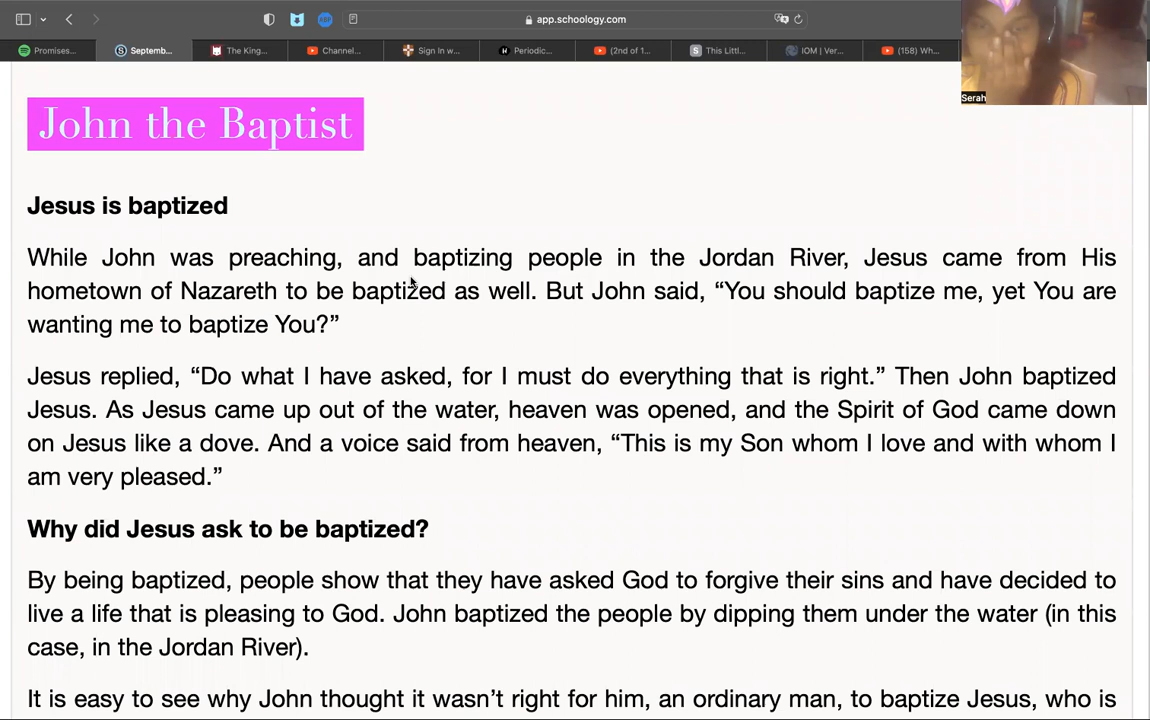 app.schoology.com
Promises...
Septemb...
The King...
Channel...
Sign In w...
Periodic...
(2nd of 1...
This Littl...
IOM | Ver...
(158) Wh...
Serah
John the Baptist
Jesus is baptized
While John was preaching, and baptizing people in the Jordan River, Jesus came from His
hometown of Nazareth to be baptized as well. But John said, “You should baptize me, yet You are
wanting me to baptize You?”
Jesus replied, “Do what I have asked, for I must do everything that is right.” Then John baptized
Jesus. As Jesus came up out of the water, heaven was opened, and the Spirit of God came down
on Jesus like a dove. And a voice said from heaven, “This is my Son whom I love and with whom I
am very pleased.”
Why did Jesus ask to be baptized?
By being baptized, people show that they have asked God to forgive their sins and have decided to
live a life that is pleasing to God. John baptized the people by dipping them under the water (in this
case, in the Jordan River).
It is easy to see why John thought it wasn’t right for him, an ordinary man, to baptize Jesus, who is